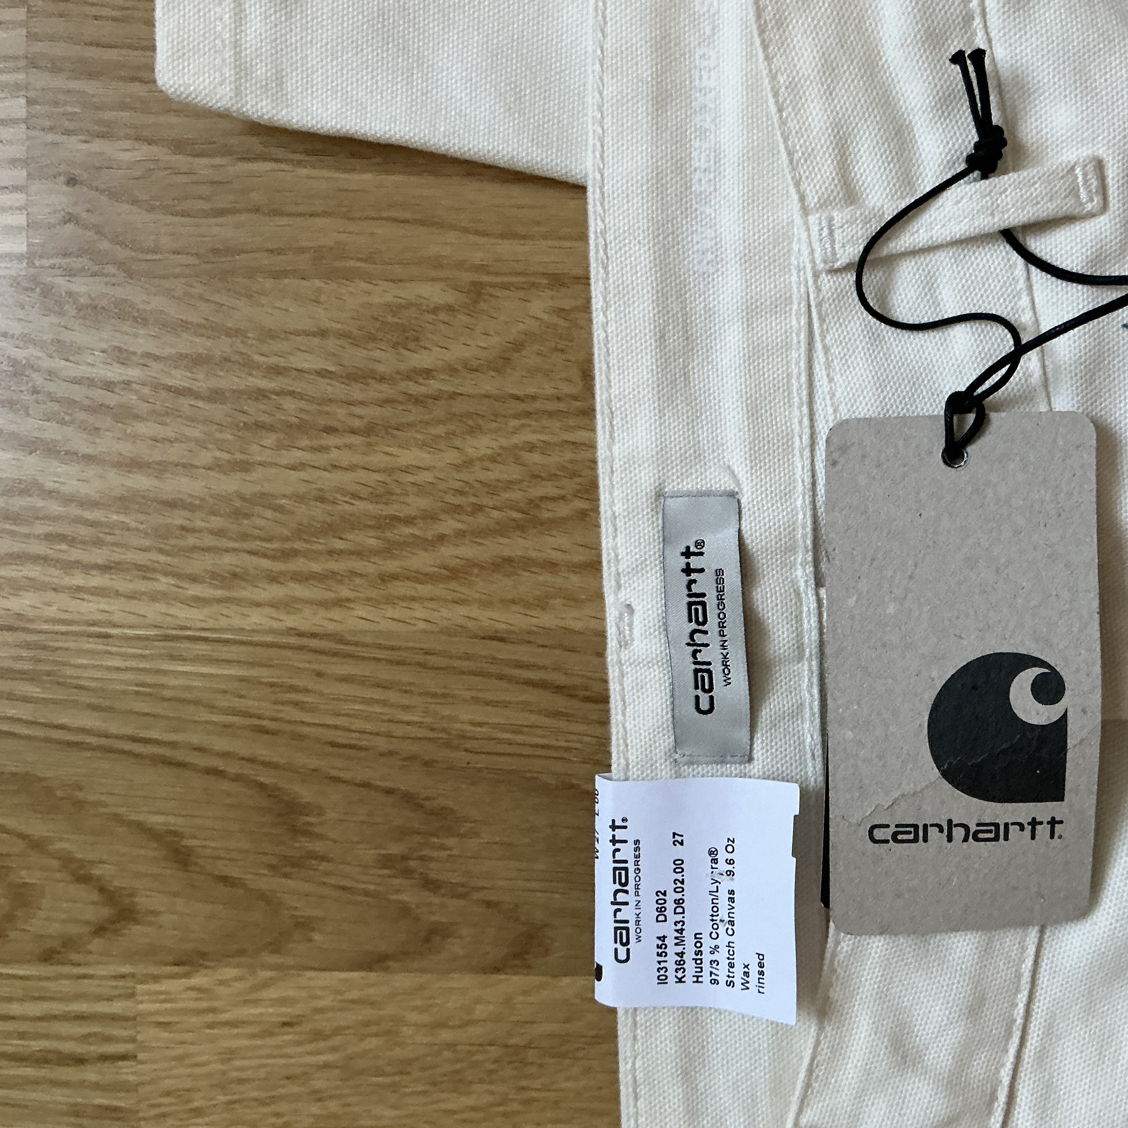 carhartt®
WORK IN PROGRESS
carhartt®
WORK IN PROGRESS
I031554 D602
K364.M43.D6.02.00 27
Hudson
97/3 % Cotton/Lycra®
Stretch Canvas 9.6 Oz
Wax
rinsed
carhartt.